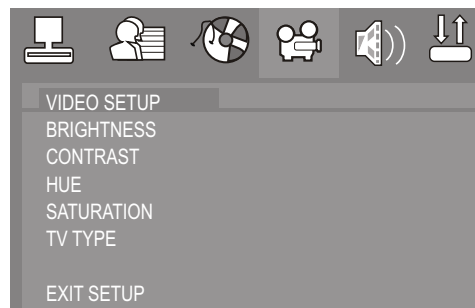 VIDEO SETUP
BRIGHTNESS
CONTRAST
HUE
SATURATION
TV TYPE
EXIT SETUP